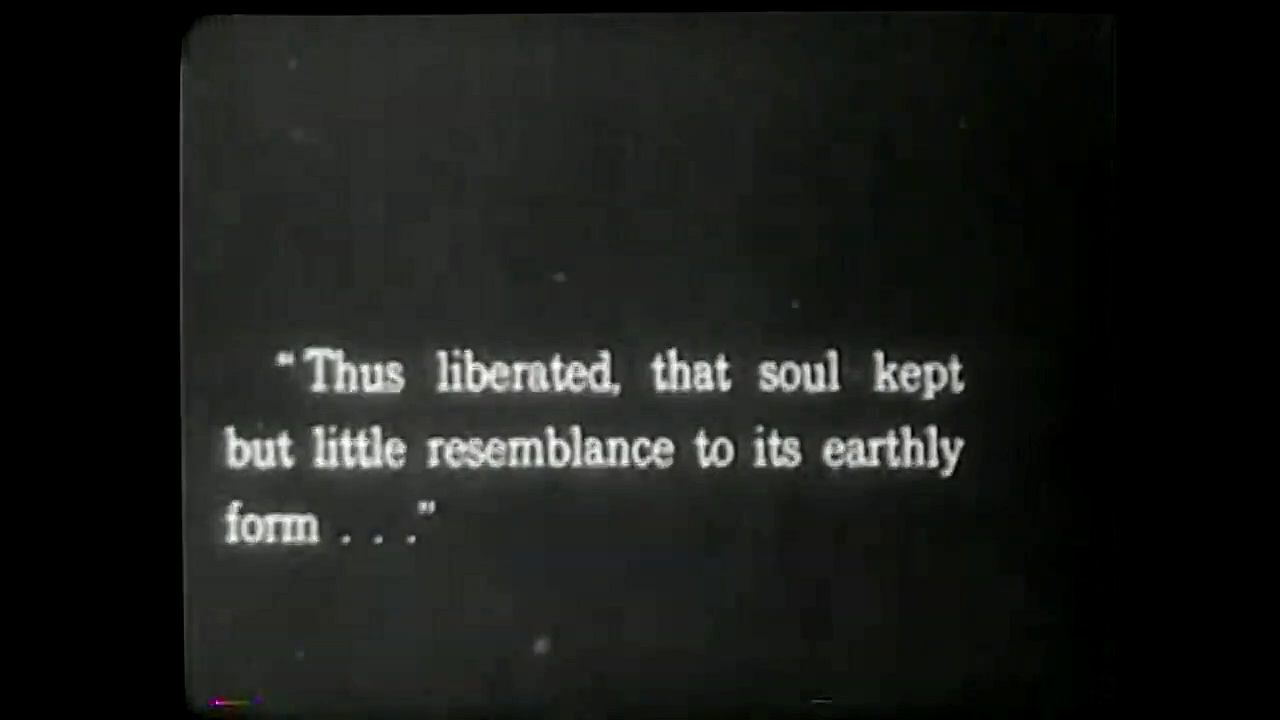 “Thus liberated, that soul kept
but little resemblance to its earthly
form . . .”